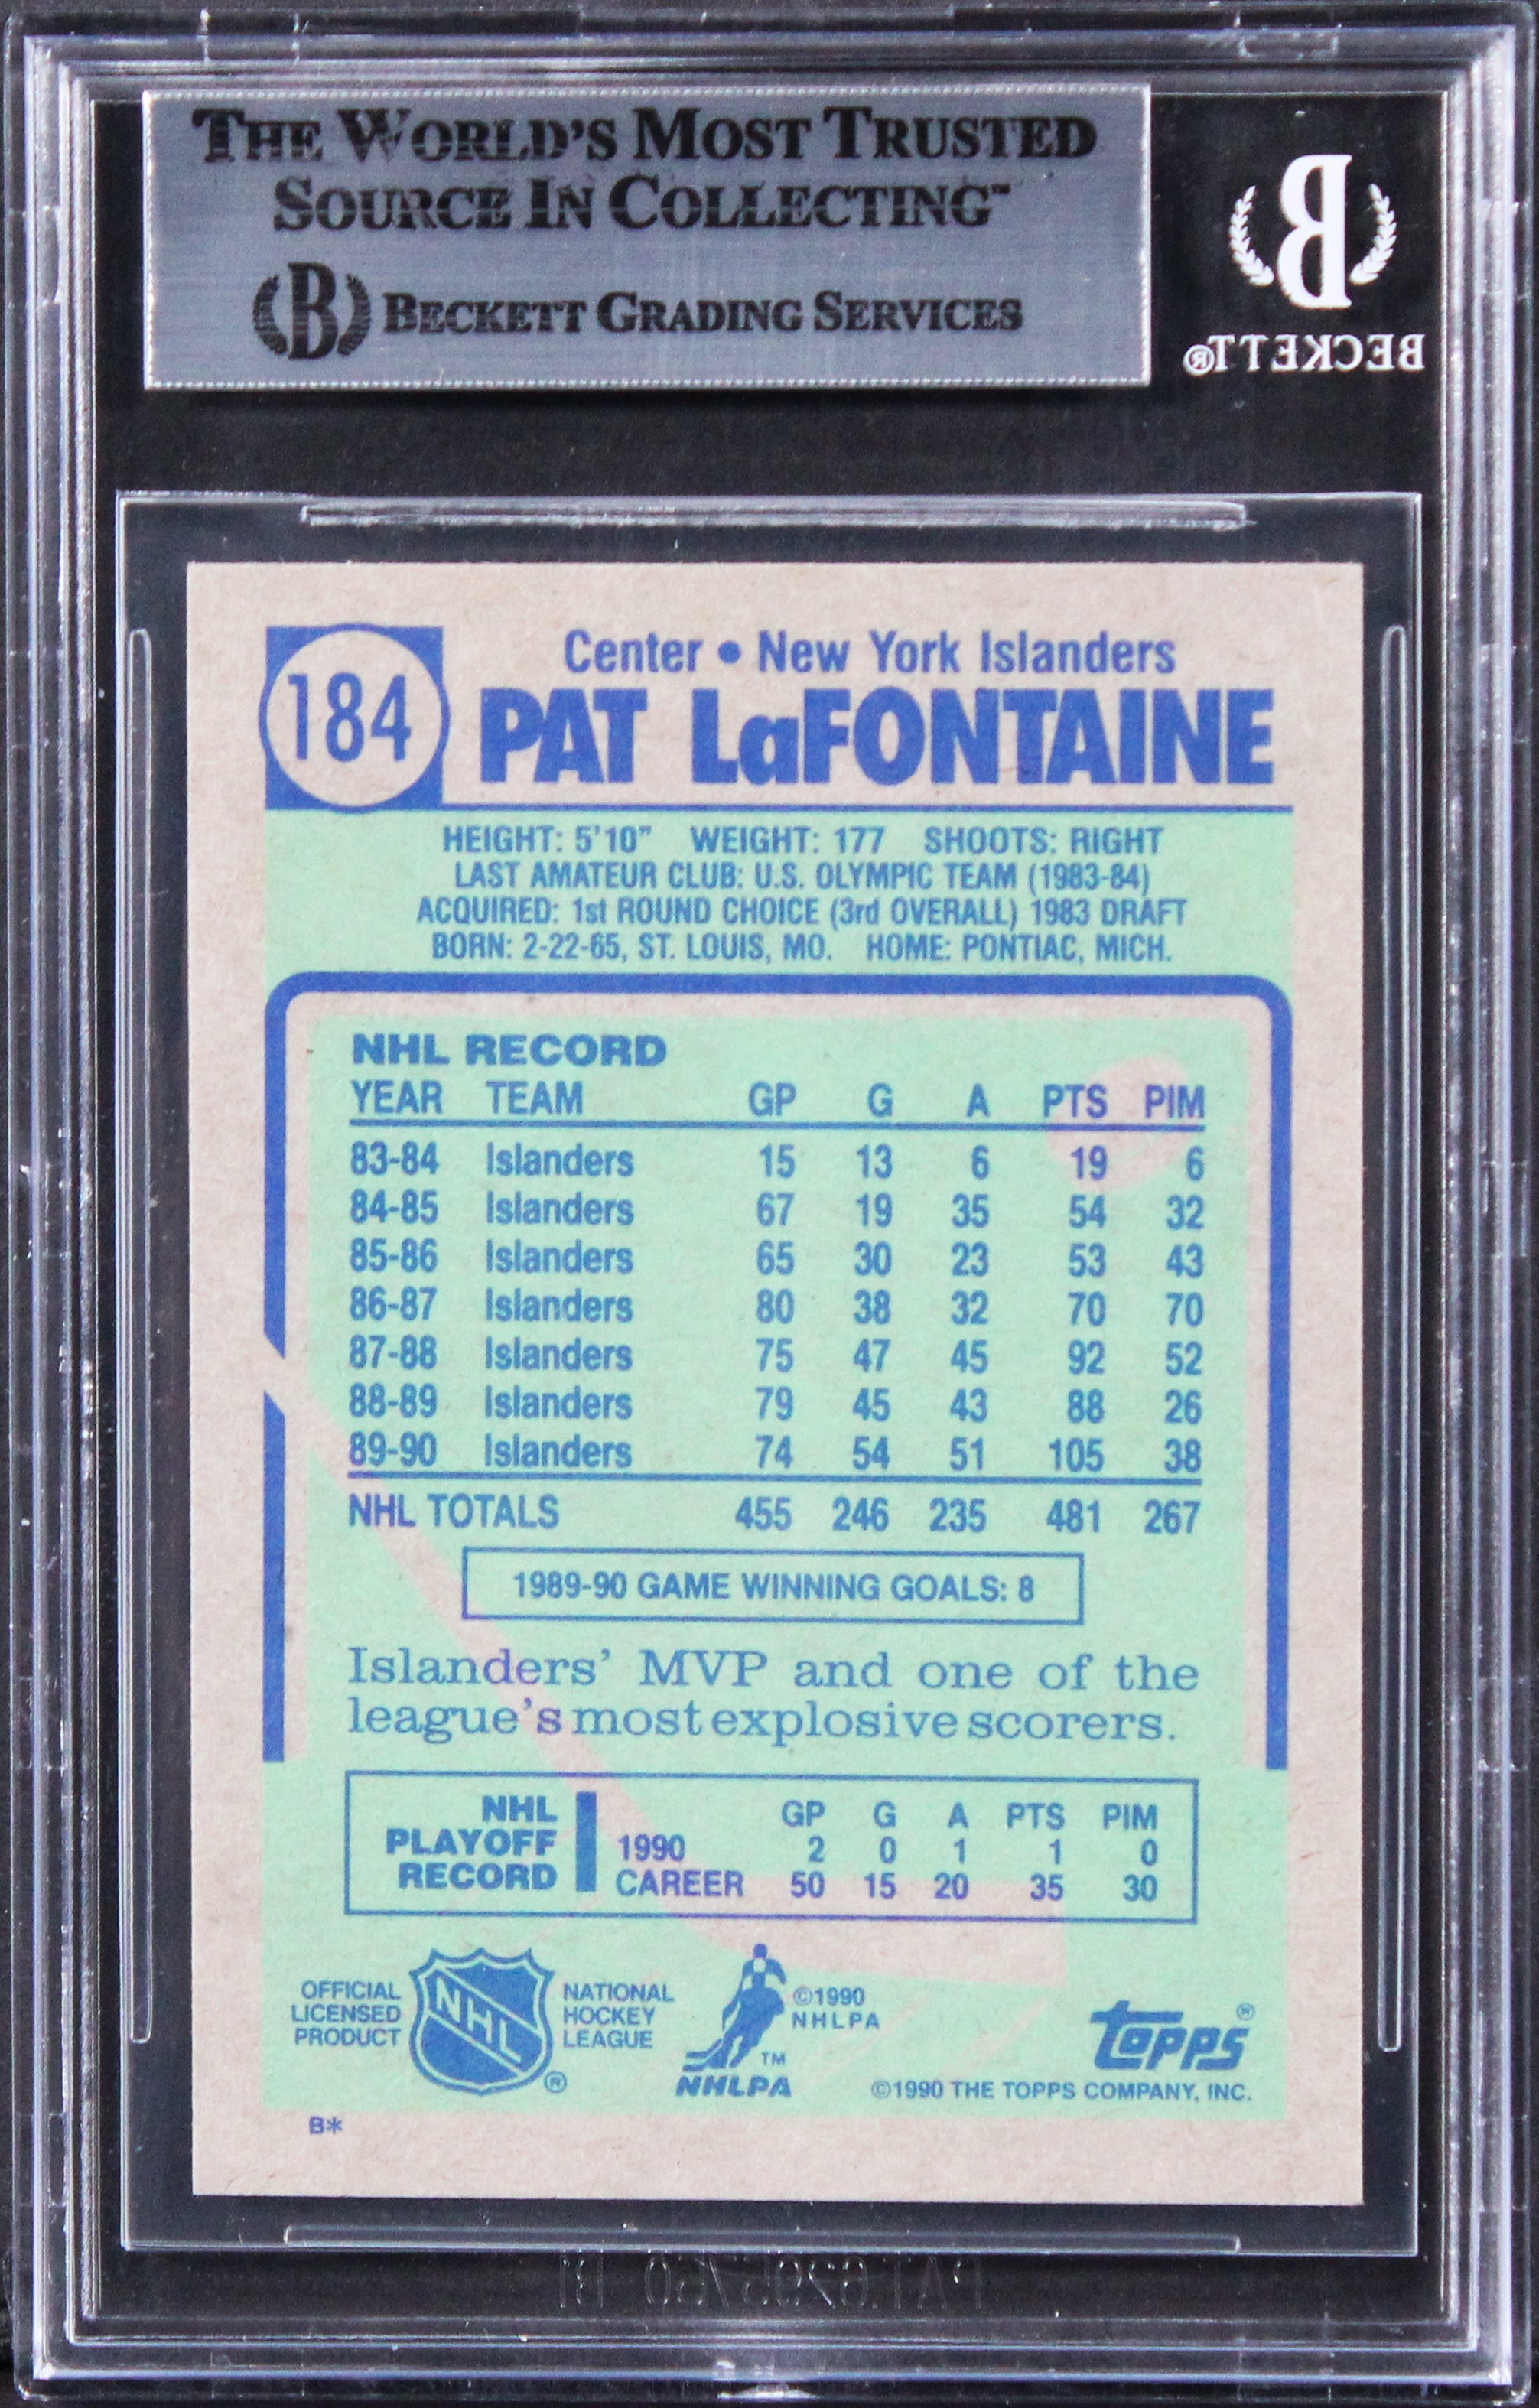 THE WORLD'S MOST TRUSTED
SOURCE IN COLLECTING™
B BECKETT GRADING SERVICES
B
BECKETT®
184
Center • New York Islanders
PAT LaFONTAINE
HEIGHT: 5'10" WEIGHT: 177 SHOOTS: RIGHT
LAST AMATEUR CLUB: U.S. OLYMPIC TEAM (1983-84)
ACQUIRED: 1st ROUND CHOICE (3rd OVERALL) 1983 DRAFT
BORN: 2-22-65, ST. LOUIS, MO. HOME: PONTIAC, MICH.
NHL RECORD
YEAR TEAM GP G A PTS PIM
83-84 Islanders 15 13 6 19 6
84-85 Islanders 67 19 35 54 32
85-86 Islanders 65 30 23 53 43
86-87 Islanders 80 38 32 70 70
87-88 Islanders 75 47 45 92 52
88-89 Islanders 79 45 43 88 26
89-90 Islanders 74 54 51 105 38
NHL TOTALS 455 246 235 481 267
1989-90 GAME WINNING GOALS: 8
Islanders' MVP and one of the
league's most explosive scorers.
NHL
PLAYOFF
RECORD
GP G A PTS PIM
1990 2 0 1 1 0
CAREER 50 15 20 35 30
OFFICIAL
LICENSED
PRODUCT
NHL
®
NATIONAL
HOCKEY
LEAGUE
TM
NHLPA
©1990
NHLPA
topps®
©1990 THE TOPPS COMPANY, INC.
B*